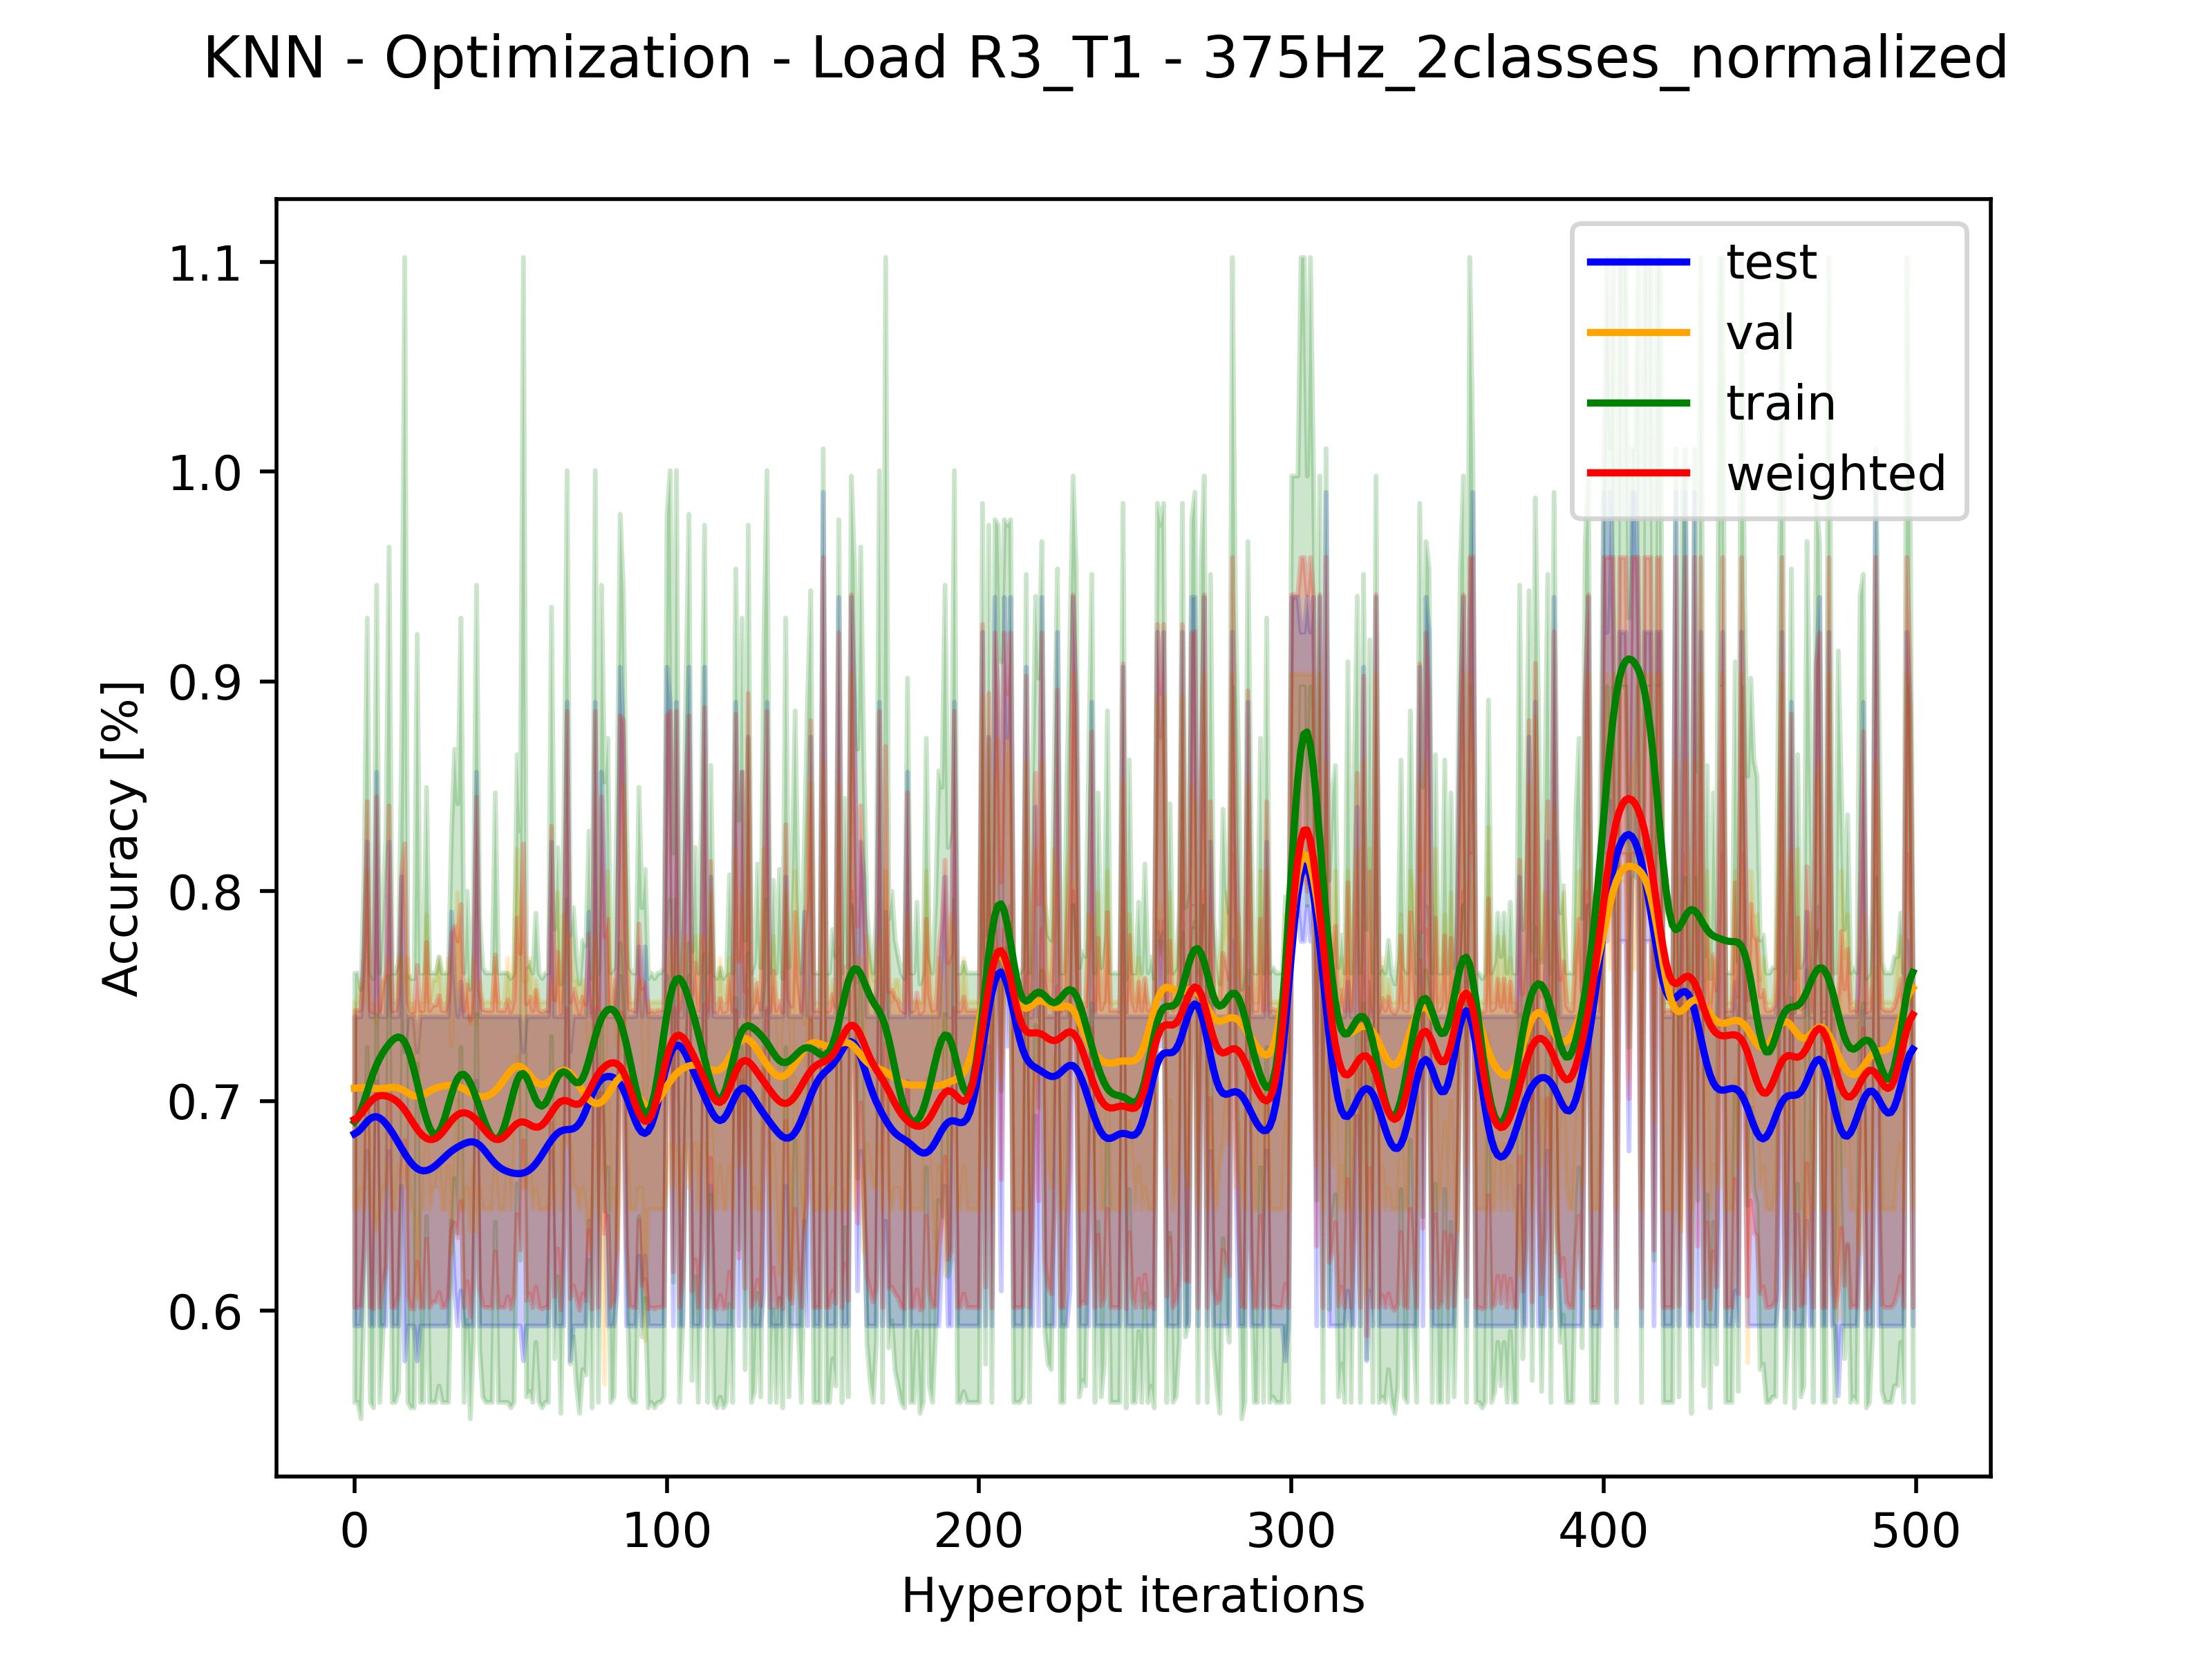 KNN - Optimization - Load R3_T1 - 375Hz_2classes_normalized
1.1
1.0
0.9
0.8
0.7
0.6
Accuracy [%]
test
val
train
weighted
0 100 200 300 400 500
Hyperopt iterations